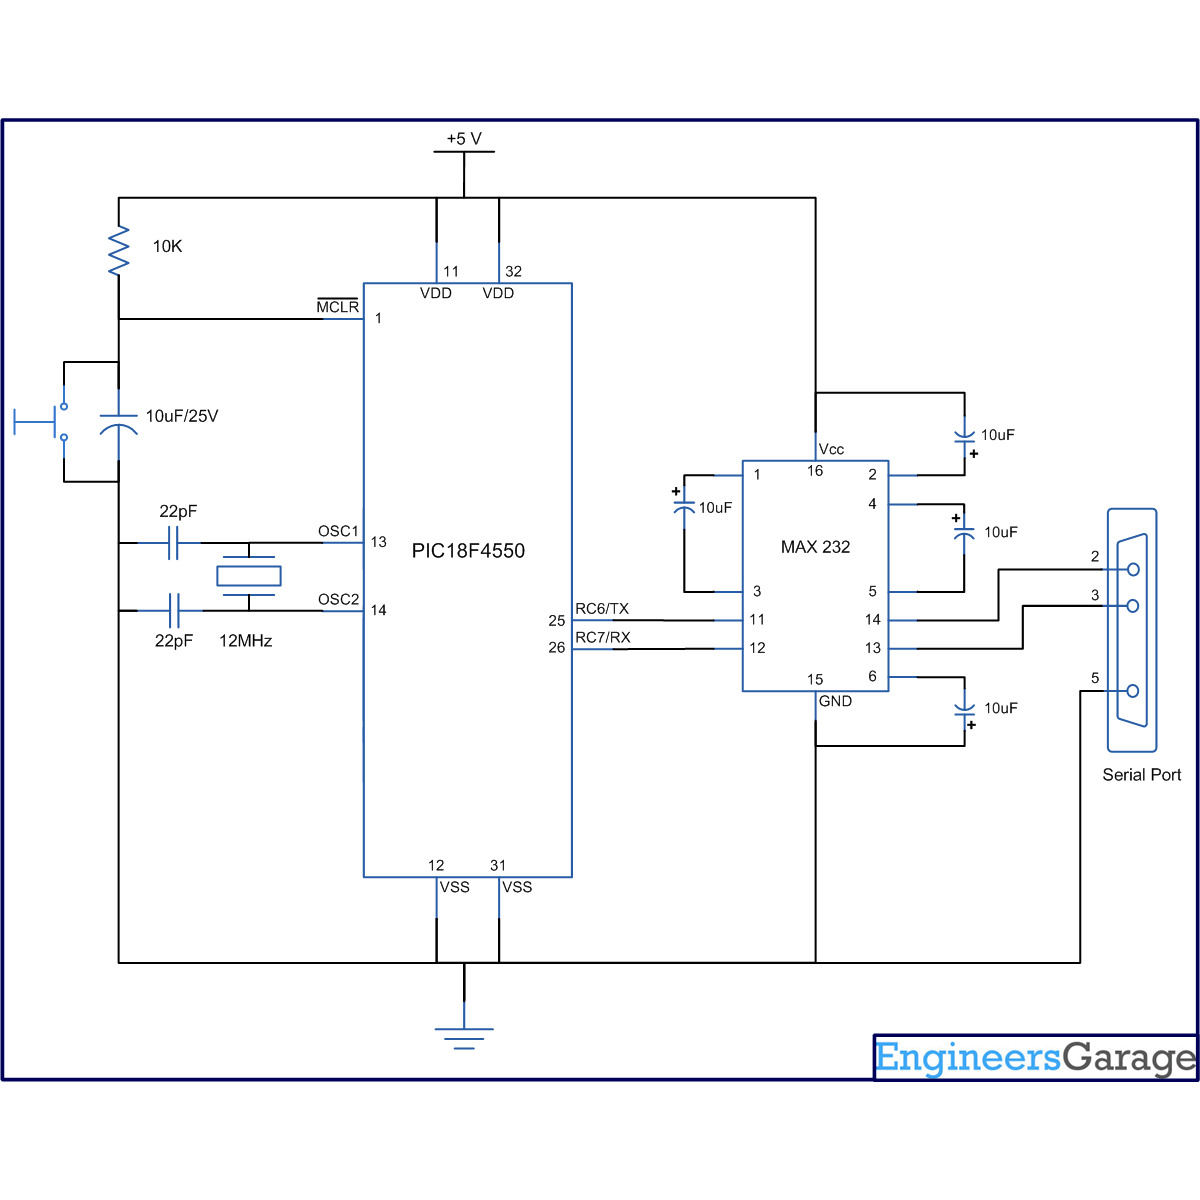 +5 V
10K
11
32
VDD
VDD
MCLR
1
10uF/25V
10uF
+
Vcc
16
1
2
+
10uF
4
+
10uF
22pF
OSC1
13
PIC18F4550
MAX 232
2
3
5
OSC2
14
3
5
RC6/TX
25
11
14
22pF
12MHz
RC7/RX
26
12
13
15
6
5
GND
10uF
+
Serial Port
12
31
VSS
VSS
EngineersGarage